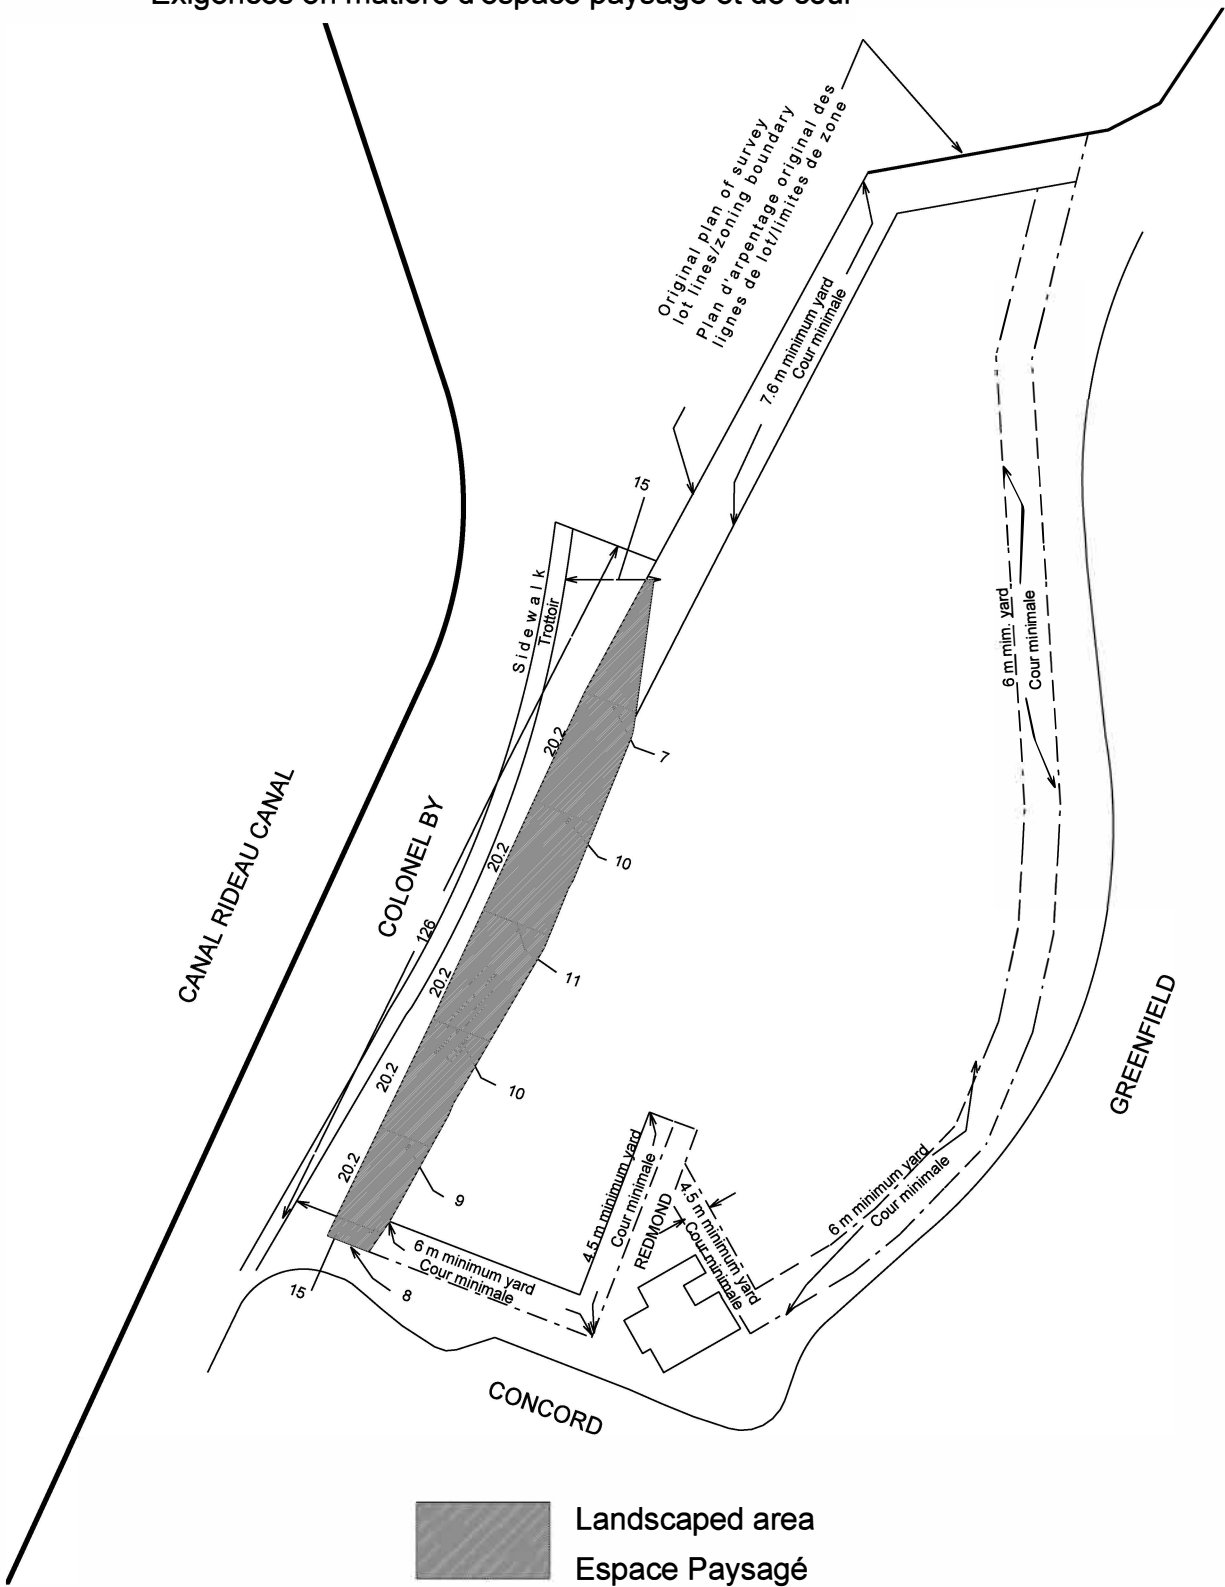 Exigences en matière d'espace paysagé et de cour
Original plan of survey
lot lines/zoning boundary
Plan d'arpentage original des
lignes de lot/limites de zone
7.6 m minimum yard
Cour minimale
15
Sidewalk
Trottoir
6 m mim. yard
Cour minimale
20.2
7
CANAL RIDEAU CANAL
COLONEL BY
20.2
10
126
20.2
11
GREENFIELD
20.2
10
20.2
9
4.5 m minimum yard
Cour minimale
REDMOND
4.5 m minimum yard
Cour minimale
6 m minimum yard
Cour minimale
6 m minimum yard
Cour minimale
15
8
CONCORD
Landscaped area
Espace Paysagé